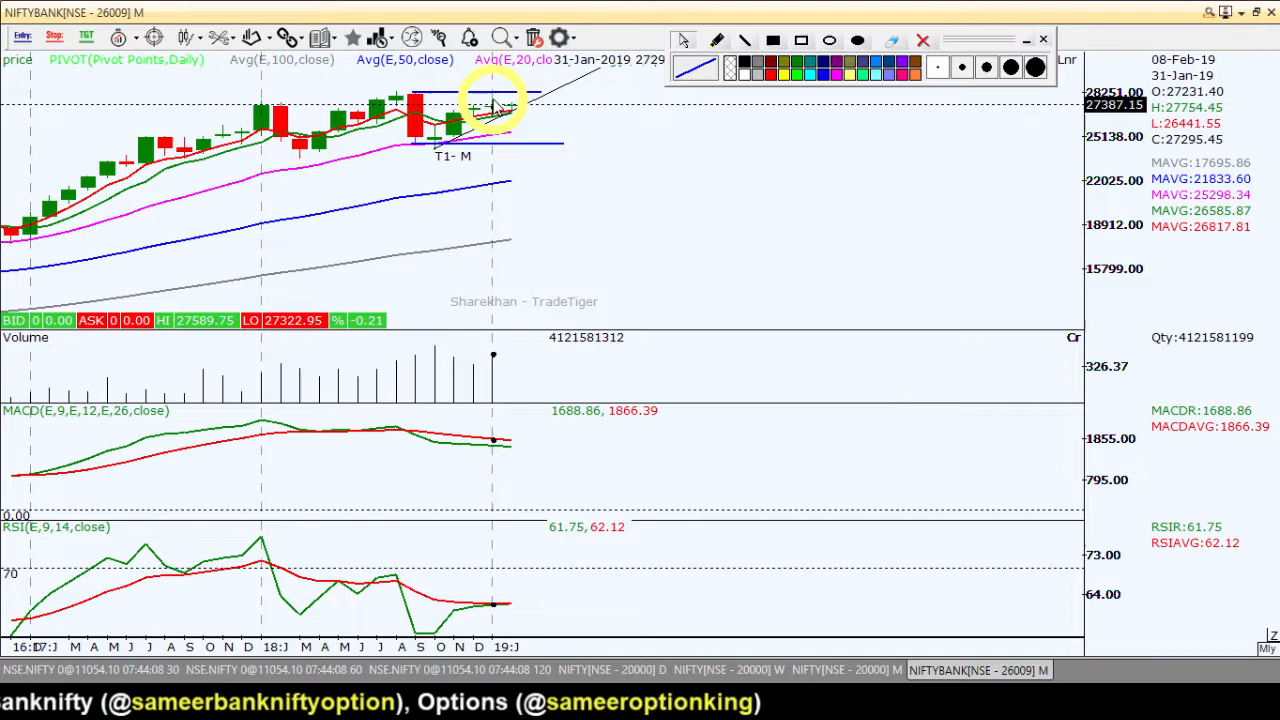 NIFTYBANK[NSE - 26009] M
Entry: Stop: TGT
price PIVOT(Pivot Points,Daily) Avg(E,100,close) Avg(E,50,close) Avg(E,20,clo 31-Jan-2019 2729 Lnr
08-Feb-19
31-Jan-19
O:27231.40
H:27754.45
L:26441.55
C:27295.45
MAVG:17695.86
MAVG:21833.60
MAVG:25298.34
MAVG:26585.87
MAVG:26817.81
28251.00
27387.15
25138.00
22025.00
18912.00
15799.00
T1- M
Sharekhan - TradeTiger
BID 0 0.00 ASK 0 0.00 HI 27589.75 LO 27322.95 % -0.21
Volume 4121581312 Cr Qty:4121581199
326.37
MACD(E,9,E,12,E,26,close) 1688.86, 1866.39 MACDR:1688.86
MACDAVG:1866.39
1855.00
795.00
0.00
RSI(E,9,14,close) 61.75, 62.12 RSIR:61.75
RSIAVG:62.12
73.00
70
64.00
Z
16:D 17:J M A M J J A S O N D 18:J F M A M J J A S O N D 19:J Mly
NSE.NIFTY 0@11054.10 07:44:08 30 NSE.NIFTY 0@11054.10 07:44:08 60 NSE.NIFTY 0@11054.10 07:44:08 120 NIFTY[NSE - 20000] D NIFTY[NSE - 20000] W NIFTY[NSE - 20000] M NIFTYBANK[NSE - 26009] M
Banknifty (@sameerbankniftyoption), Options (@sameeroptionking)